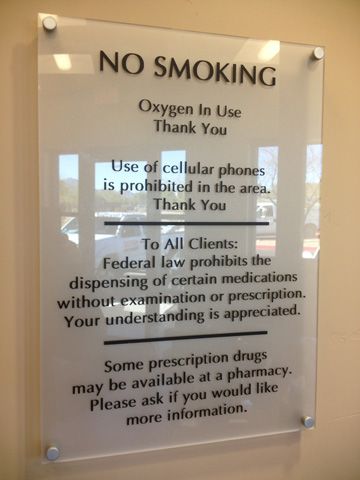 NO SMOKING
Oxygen In Use
Thank You
Use of cellular phones
is prohibited in the area.
Thank You
To All Clients:
Federal law prohibits the
dispensing of certain medications
without examination or prescription.
Your understanding is appreciated.
Some prescription drugs
may be available at a pharmacy.
Please ask if you would like
more information.